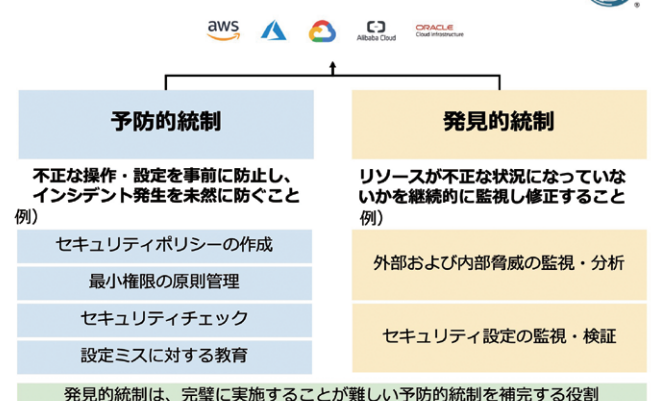 aws
Alibaba Cloud
ORACLE
Cloud Infrastructure
®
予防的統制
発見的統制
不正な操作・設定を事前に防止し、
インシデント発生を未然に防ぐこと
例）
セキュリティポリシーの作成
最小権限の原則管理
セキュリティチェック
設定ミスに対する教育
リソースが不正な状況になっていな
いかを継続的に監視し修正すること
例）
外部および内部脅威の監視・分析
セキュリティ設定の監視・検証
発見的統制は、完璧に実施することが難しい予防的統制を補完する役割